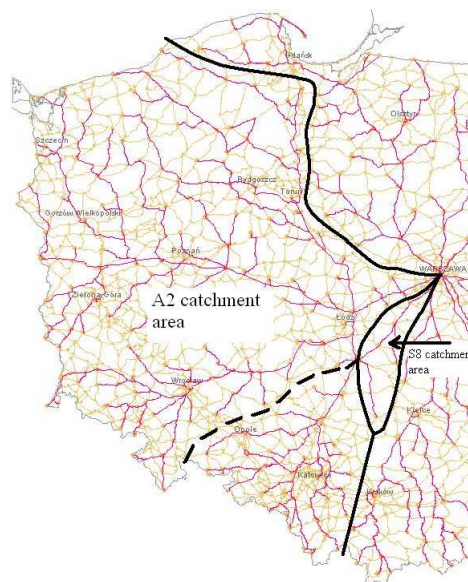 Gdańsk
Olsztyn
Szczecin
Bydgoszcz
Toruń
Gorzów Wielkopolski
Poznań
WARSZAWA
Zielona Góra
A2 catchment
area
Łódź
S8 catchmen
area
Wrocław
Kielce
Opole
Katowice
Kraków